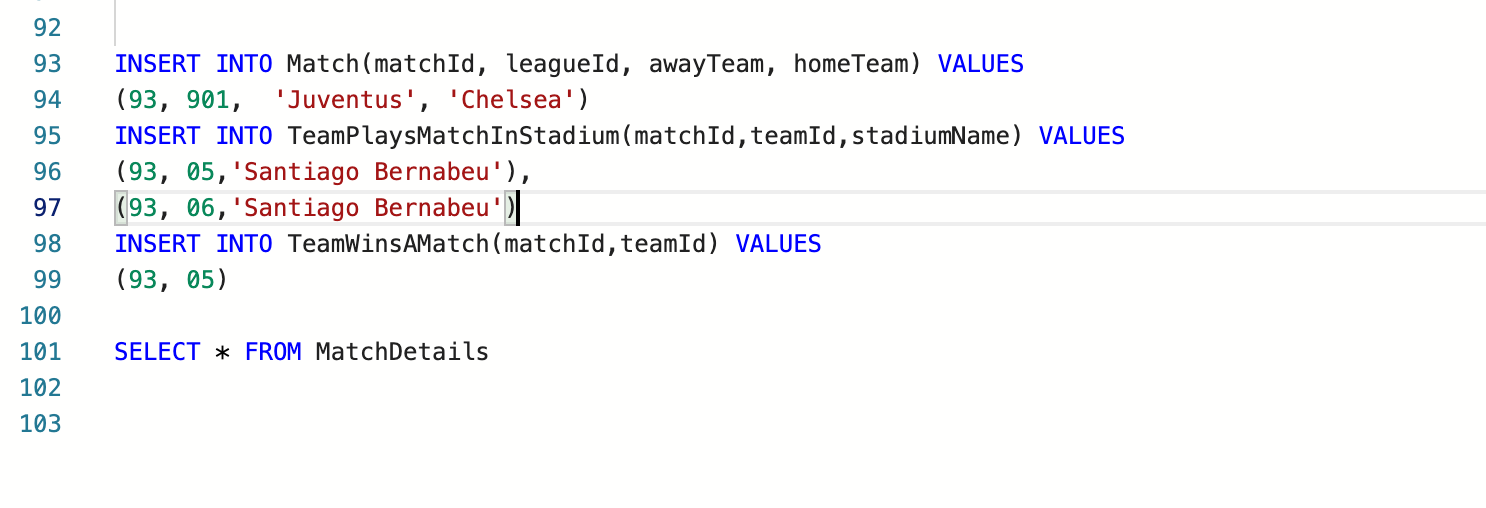 92
93 INSERT INTO Match(matchId, leagueId, awayTeam, homeTeam) VALUES
94 (93, 901,  'Juventus', 'Chelsea')
95 INSERT INTO TeamPlaysMatchInStadium(matchId,teamId,stadiumName) VALUES
96 (93, 05,'Santiago Bernabeu'),
97 (93, 06,'Santiago Bernabeu')
98 INSERT INTO TeamWinsAMatch(matchId,teamId) VALUES
99 (93, 05)
100
101 SELECT * FROM MatchDetails
102
103